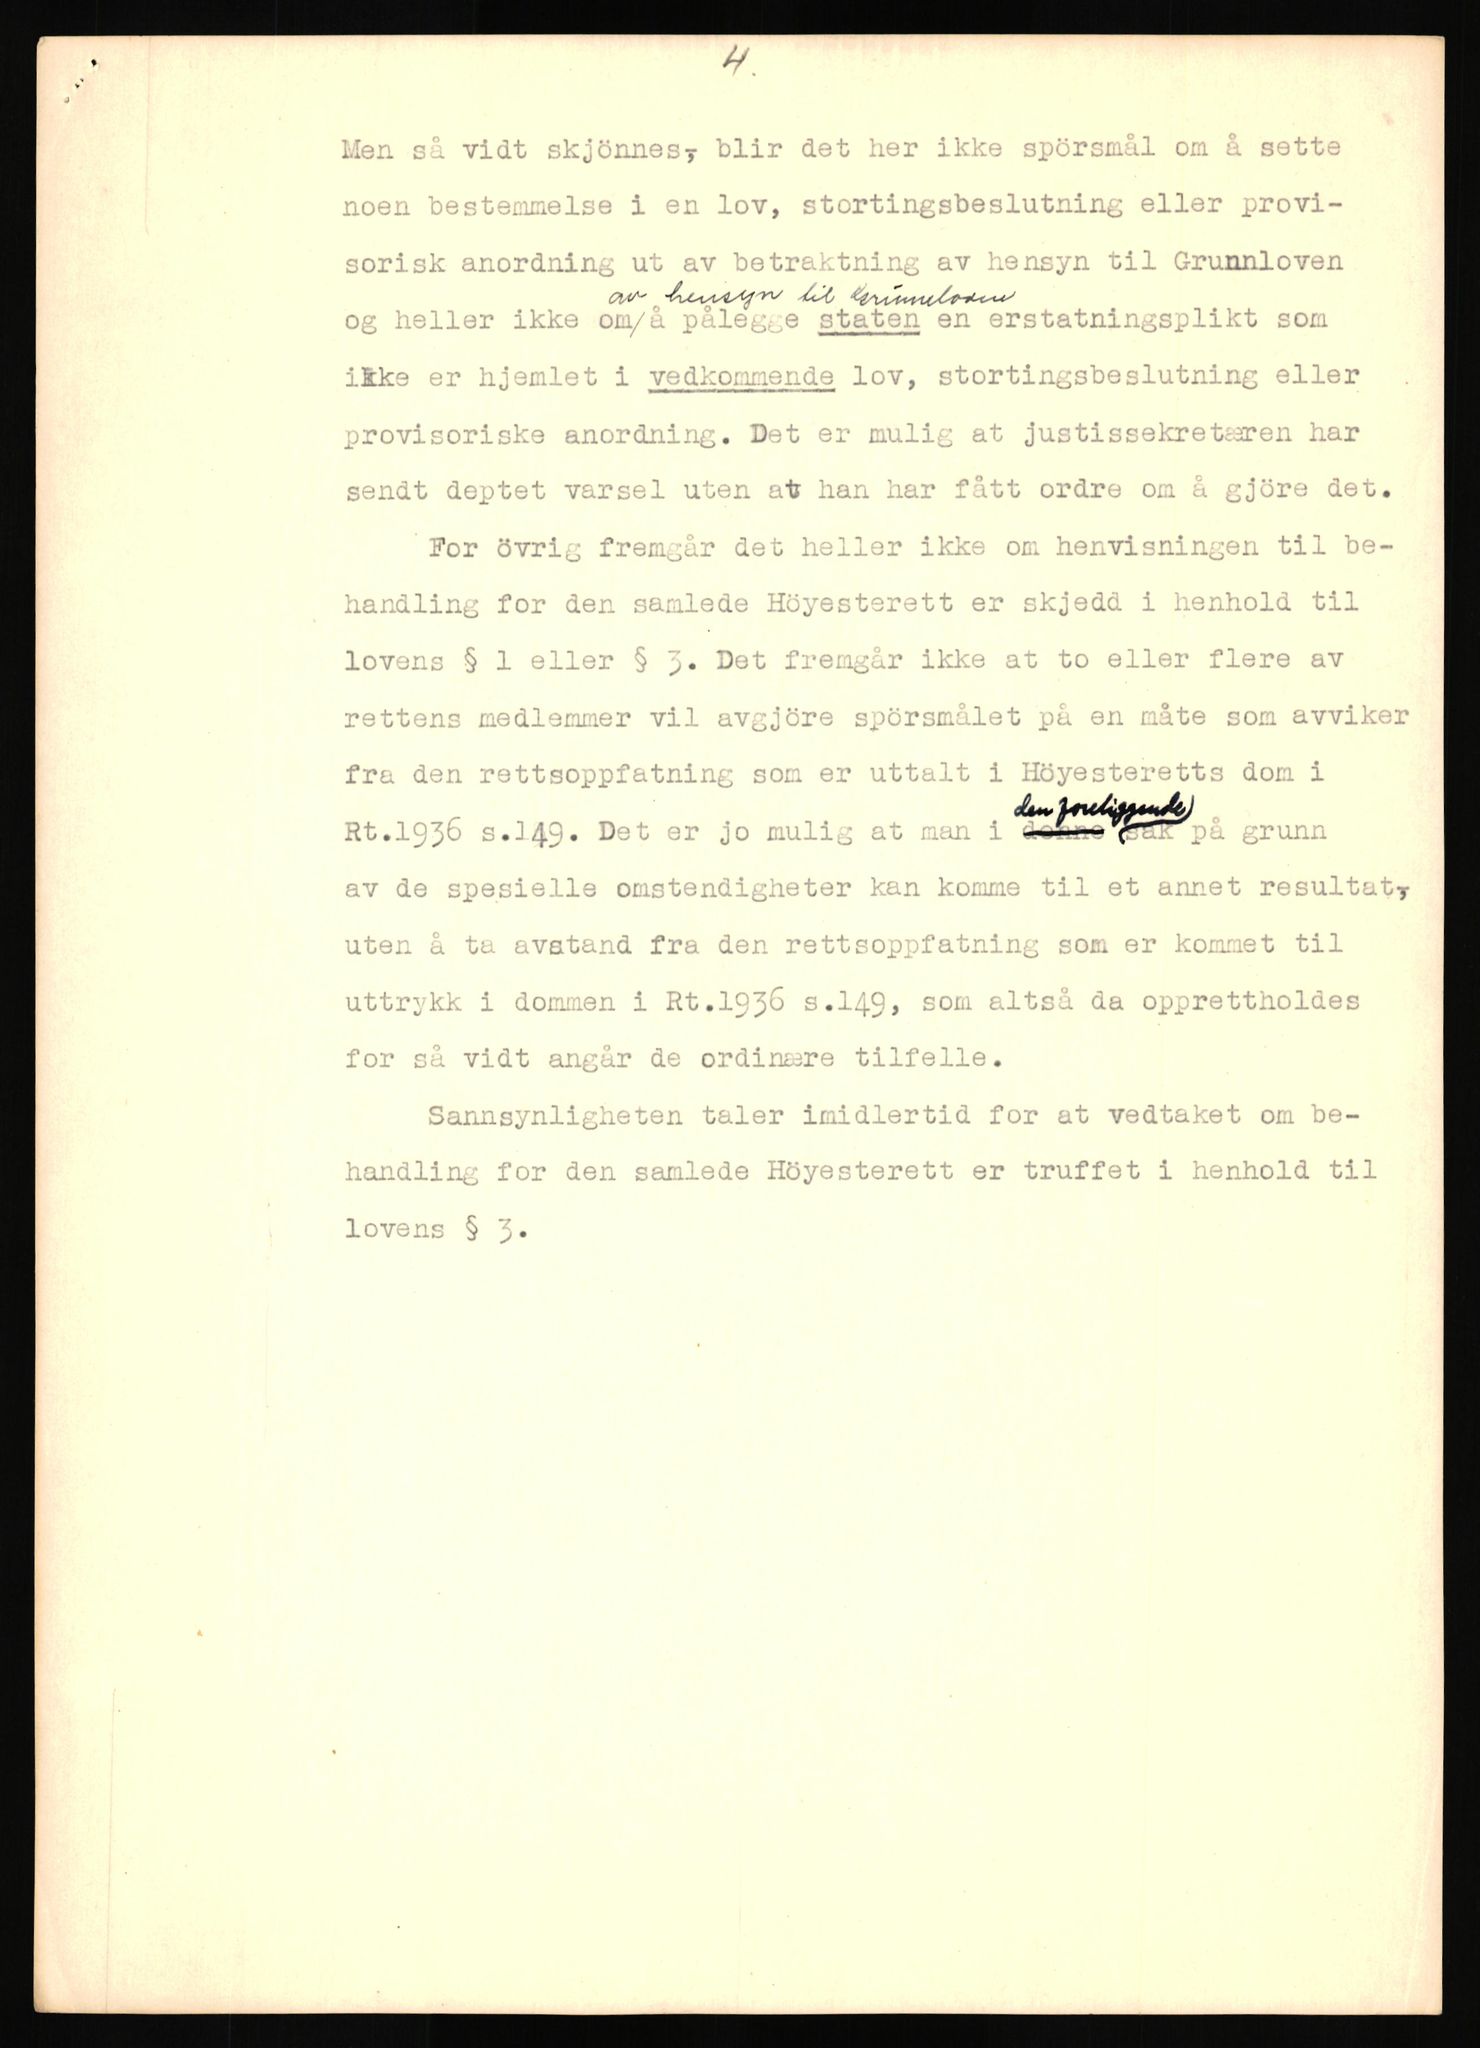 4.
Men så vidt skjönnes, blir det her ikke spörsmål om å sette
noen bestemmelse i en lov, stortingsbeslutning eller provi-
sorisk anordning ut av betraktning av hensyn til Grunnloven
av hensyn til Grunnloven
og heller ikke om/å pålegge staten en erstatningsplikt som
ikke er hjemlet i vedkommende lov, stortingsbeslutning eller
provisoriske anordning. Det er mulig at justissekretæren har
sendt deptet varsel uten at han har fått ordre om å gjöre det.
For övrig fremgår det heller ikke om henvisningen til be-
handling for den samlede Höyesterett er skjedd i henhold til
lovens § 1 eller § 3. Det fremgår ikke at to eller flere av
rettens medlemmer vil avgjöre spörsmålet på en måte som avviker
fra den rettsoppfatning som er uttalt i Höyesteretts dom i
den foreliggende
Rt.1936 s.149. Det er jo mulig at man i denne sak på grunn
av de spesielle omstendigheter kan komme til et annet resultat,
uten å ta avstand fra den rettsoppfatning som er kommet til
uttrykk i dommen i Rt.1936 s.149, som altså da opprettholdes
for så vidt angår de ordinære tilfelle.
Sannsynligheten taler imidlertid for at vedtaket om be-
handling for den samlede Höyesterett er truffet i henhold til
lovens § 3.